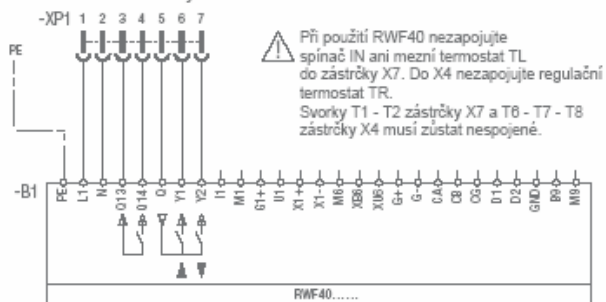 -XP1 1 2 3 4 5 6 7
PE
Při použití RWF40 nezapojujte
spínač IN ani mezní termostat TL
do zástrčky X7. Do X4 nezapojujte regulační
termostat TR.
Svorky T1 - T2 zástrčky X7 a T6 - T7 - T8
zástrčky X4 musí zůstat nespojené.
-B1
PE L1 N Q13 Q14 Q Y1 Y2 I1 M1 G1+ U1 X1+ X1- M6 XB6 XU6 G+ G- CA CB CG D1 D2 GND B9 M9
RWF40......